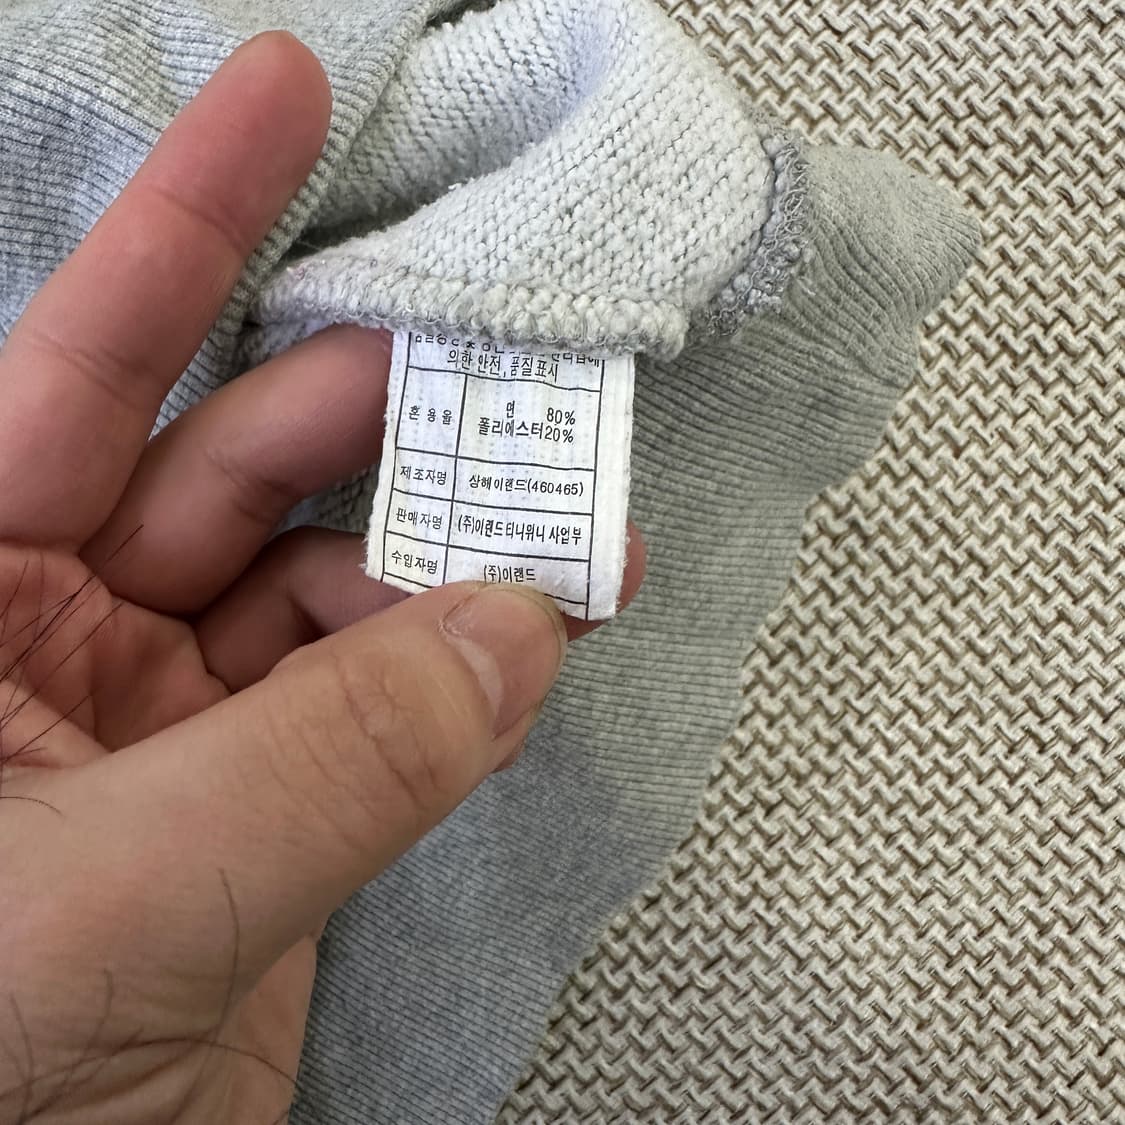 의한 안전, 품질표시
혼용율 면 80%
폴리에스터20%
제조자명 상해이랜드(460465)
판매자명 (주)이랜드티니위니 사업부
수입자명 (주)이랜드